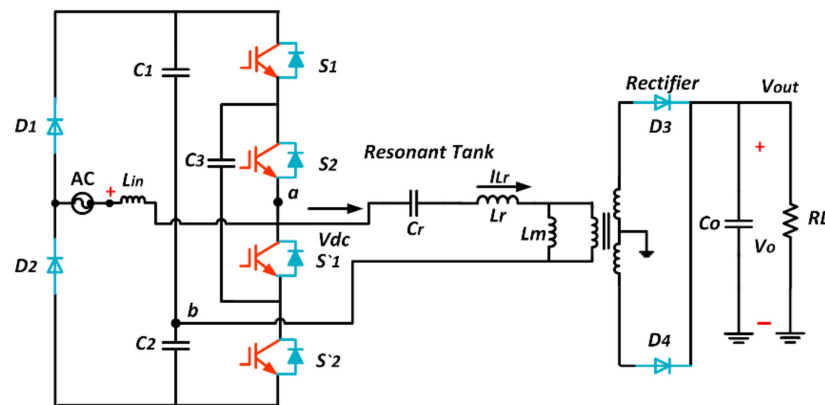 C1
S1
Rectifier
Vout
D1
D3
+
C3
S2
Resonant Tank
AC
+
Lin
a
ILr
Lr
Cr
Lm
Co
RL
Vdc
Vo
D2
S`1
b
–
C2
S`2
D4